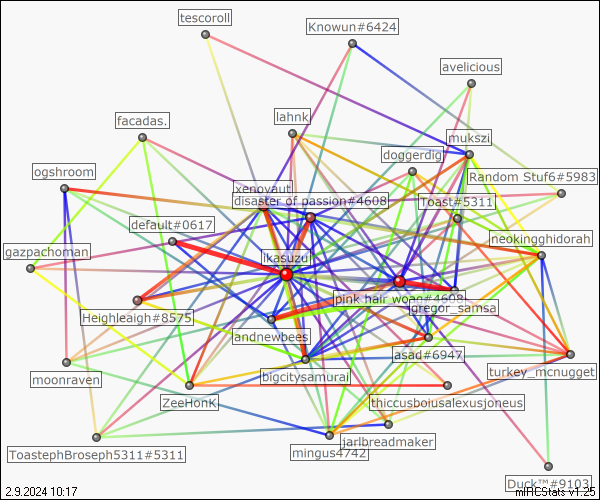 tescoroll
Knowun#6424
avelicious
facadas.
lahnk
mukszi
doggerdig
ogshroom
Random Stuf6#5983
xenovaut
disaster of passion#4608
Toast#5311
default#0617
neokingghidorah
gazpachoman
ikasuzu
pink hair woag#4608
gregor_samsa
Heighleaigh#8575
andnewbees
asad#6947
bigcitysamurai
turkey_mcnugget
moonraven
ZeeHonK
thiccusboiusalexusjoneus
jarlbreadmaker
ToastephBroseph5311#5311
mingus4742
Duck™#9103
2.9.2024 10:17
mIRCStats v1.25